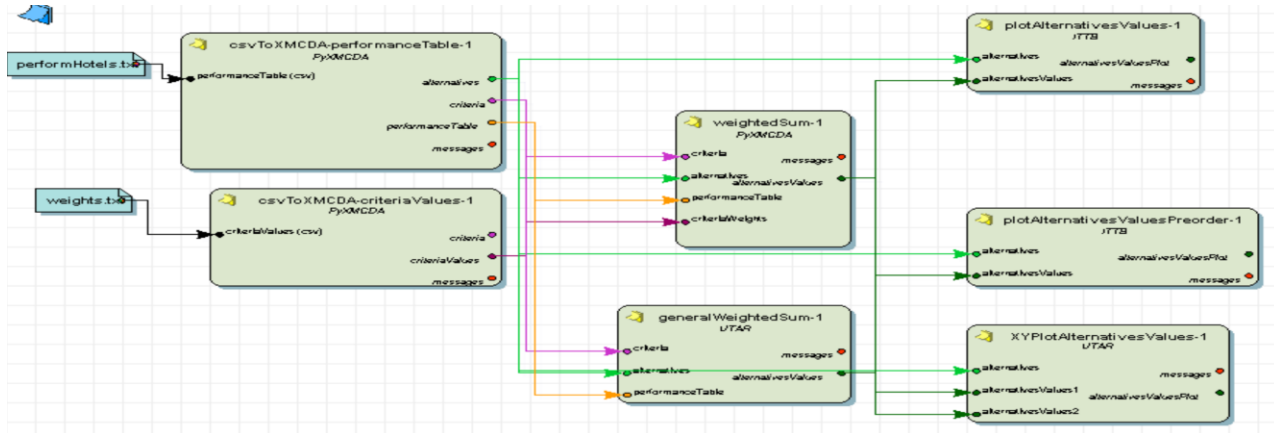 performHotels.tx
csvToXMCDA-performanceTable-1
PyXMCDA
performanceTable (csv)
alternatives
criteria
performanceTable
messages
weights.tx
csvToXMCDA-criteriaValues-1
PyXMCDA
criteriaValues (csv)
criteria
criteriaValues
messages
weightedSum-1
PyXMCDA
criteria
messages
alternatives
alternativesValues
performanceTable
criteriaWeights
generalWeightedSum-1
UTAR
criteria
messages
alternatives
alternativesValues
performanceTable
plotAlternativesValues-1
ITTB
alternatives
alternativesValuesPlot
alternativesValues
messages
plotAlternativesValuesPreorder-1
ITTB
alternatives
alternativesValuesPlot
alternativesValues
messages
XYPlotAlternativesValues-1
UTAR
alternatives
messages
alternativesValues1
alternativesValuesPlot
alternativesValues2